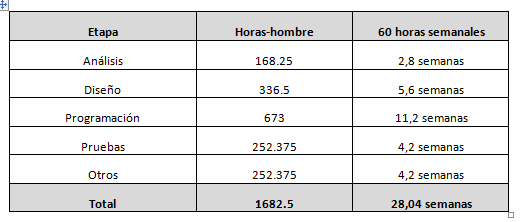 Etapa Horas-hombre 60 horas semanales
Análisis 168.25 2,8 semanas
Diseño 336.5 5,6 semanas
Programación 673 11,2 semanas
Pruebas 252.375 4,2 semanas
Otros 252.375 4,2 semanas
Total 1682.5 28,04 semanas